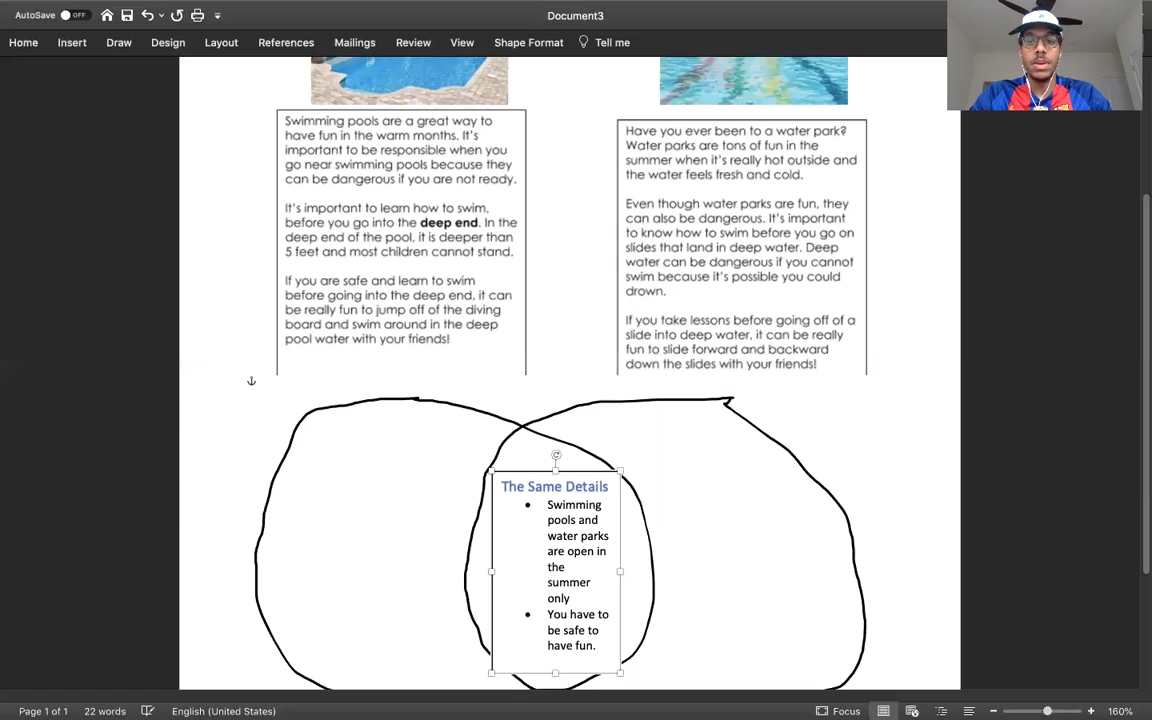 AutoSave OFF Document3
Home Insert Draw Design Layout References Mailings Review View Shape Format Tell me
Swimming pools are a great way to
have fun in the warm months. It's
important to be responsible when you
go near swimming pools because they
can be dangerous if you are not ready.
It's important to learn how to swim,
before you go into the deep end. In the
deep end of the pool, it is deeper than
5 feet and most children cannot stand.
If you are safe and learn to swim
before going into the deep end, it can
be really fun to jump off of the diving
board and swim around in the deep
pool water with your friends!
Have you ever been to a water park?
Water parks are tons of fun in the
summer when it's really hot outside and
the water feels fresh and cold.
Even though water parks are fun, they
can also be dangerous. It's important
to know how to swim before you go on
slides that land in deep water. Deep
water can be dangerous if you cannot
swim because it's possible you could
drown.
If you take lessons before going off of a
slide into deep water, it can be really
fun to slide forward and backward
down the slides with your friends!
The Same Details
• Swimming
pools and
water parks
are open in
the
summer
only
• You have to
be safe to
have fun.
Page 1 of 1 22 words English (United States) Focus 160%